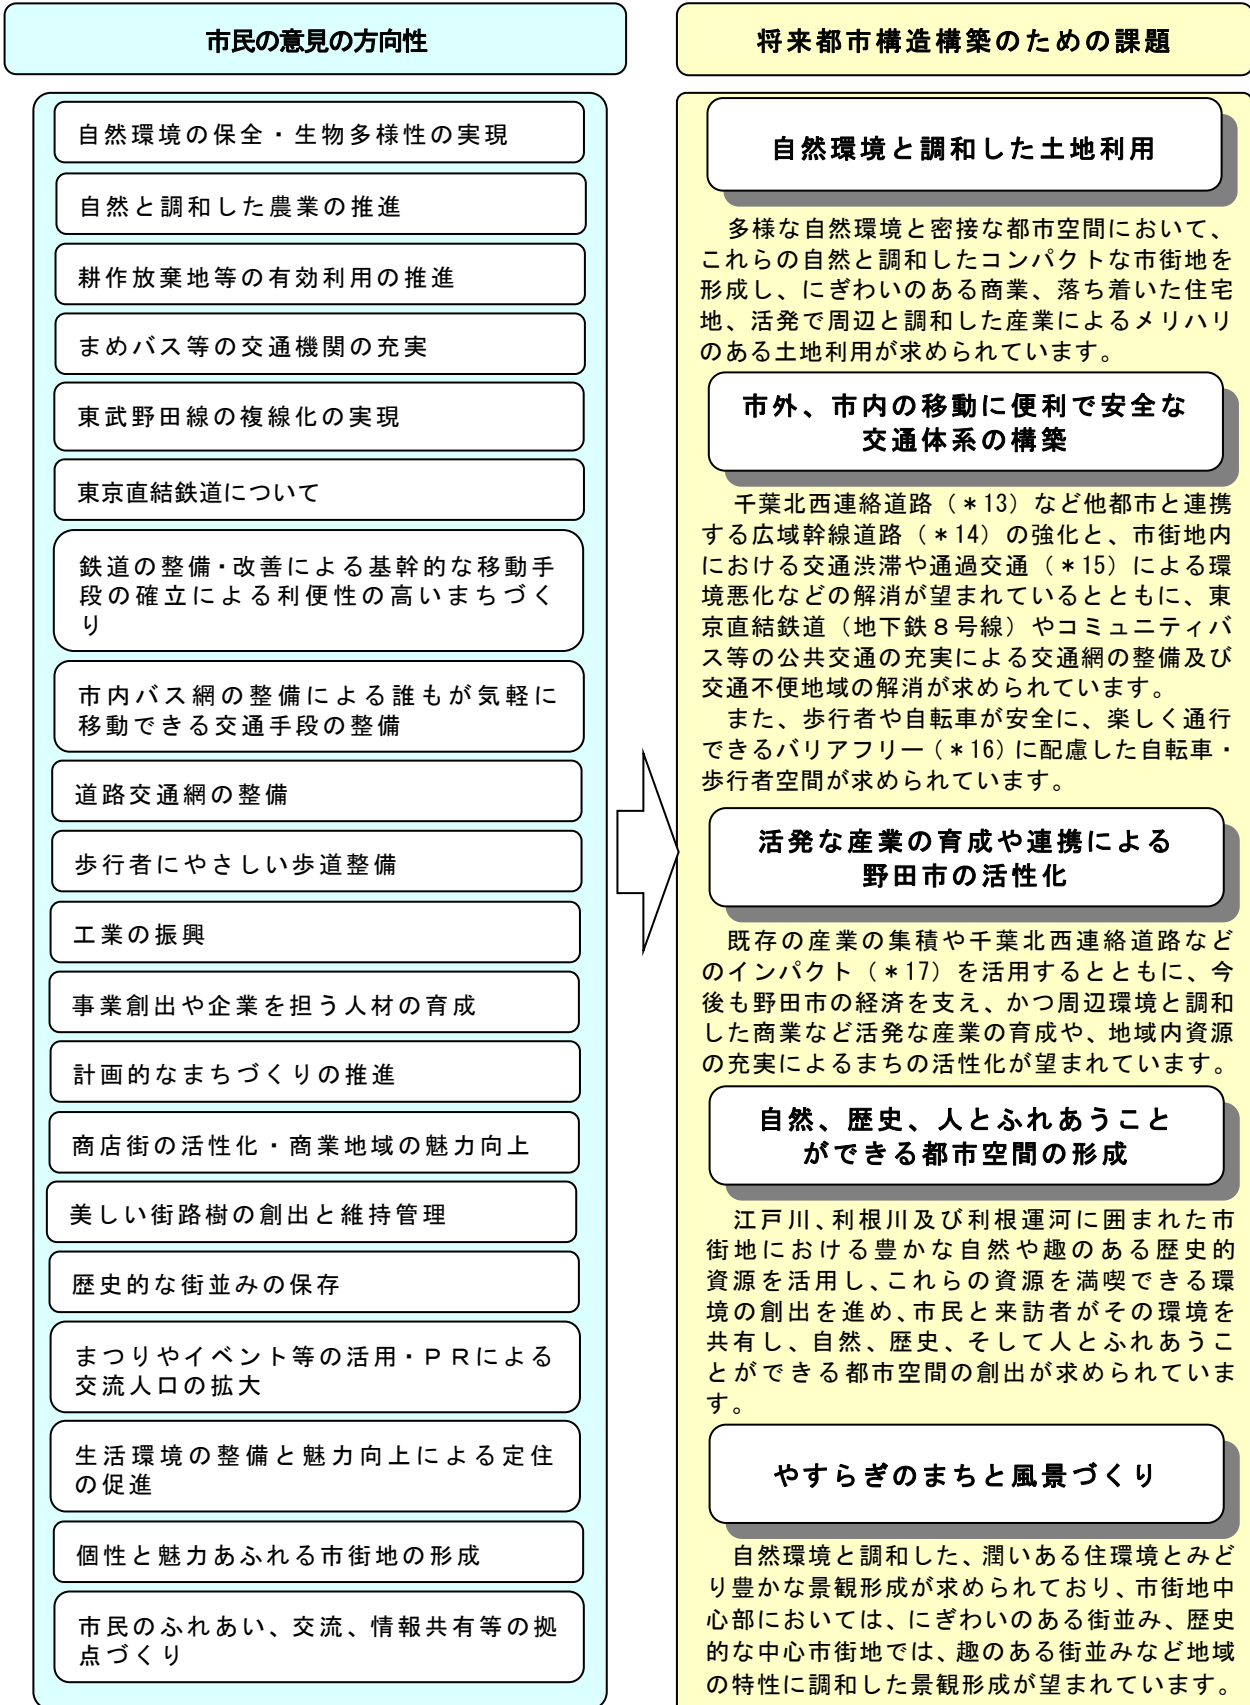 市民の意見の方向性
自然環境の保全・生物多様性の実現
自然と調和した農業の推進
耕作放棄地等の有効利用の推進
まめバス等の交通機関の充実
東武野田線の複線化の実現
東京直結鉄道について
鉄道の整備・改善による基幹的な移動手
段の確立による利便性の高いまちづく
り
市内バス網の整備による誰もが気軽に
移動できる交通手段の整備
道路交通網の整備
歩行者にやさしい歩道整備
工業の振興
事業創出や企業を担う人材の育成
計画的なまちづくりの推進
商店街の活性化・商業地域の魅力向上
美しい街路樹の創出と維持管理
歴史的な街並みの保存
まつりやイベント等の活用・ＰＲによる
交流人口の拡大
生活環境の整備と魅力向上による定住
の促進
個性と魅力あふれる市街地の形成
市民のふれあい、交流、情報共有等の拠
点づくり
将来都市構造構築のための課題
自然環境と調和した土地利用
多様な自然環境と密接な都市空間において、
これらの自然と調和したコンパクトな市街地を
形成し、にぎわいのある商業、落ち着いた住宅
地、活発で周辺と調和した産業によるメリハリ
のある土地利用が求められています。
市外、市内の移動に便利で安全な
交通体系の構築
千葉北西連絡道路（＊13）など他都市と連携
する広域幹線道路（＊14）の強化と、市街地内
における交通渋滞や通過交通（＊15）による環
境悪化などの解消が望まれているとともに、東
京直結鉄道（地下鉄８号線）やコミュニティバ
ス等の公共交通の充実による交通網の整備及び
交通不便地域の解消が求められています。
また、歩行者や自転車が安全に、楽しく通行
できるバリアフリー（＊16）に配慮した自転車・
歩行者空間が求められています。
活発な産業の育成や連携による
野田市の活性化
既存の産業の集積や千葉北西連絡道路など
のインパクト（＊17）を活用するとともに、今
後も野田市の経済を支え、かつ周辺環境と調和
した商業など活発な産業の育成や、地域内資源
の充実によるまちの活性化が望まれています。
自然、歴史、人とふれあうこと
ができる都市空間の形成
江戸川、利根川及び利根運河に囲まれた市
街地における豊かな自然や趣のある歴史的
資源を活用し、これらの資源を満喫できる環
境の創出を進め、市民と来訪者がその環境を
共有し、自然、歴史、そして人とふれあうこ
とができる都市空間の創出が求められていま
す。
やすらぎのまちと風景づくり
自然環境と調和した、潤いある住環境とみど
り豊かな景観形成が求められており、市街地中
心部においては、にぎわいのある街並み、歴史
的な中心市街地では、趣のある街並みなど地域
の特性に調和した景観形成が望まれています。